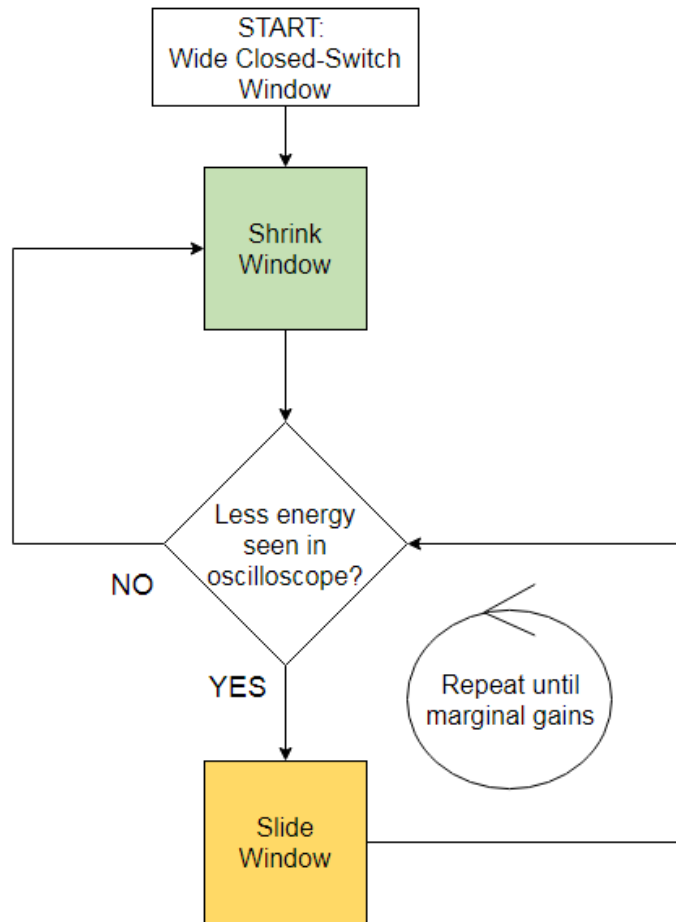 START:
Wide Closed-Switch
Window
Shrink
Window
Less energy
seen in
oscilloscope?
NO
YES
Repeat until
marginal gains
Slide
Window